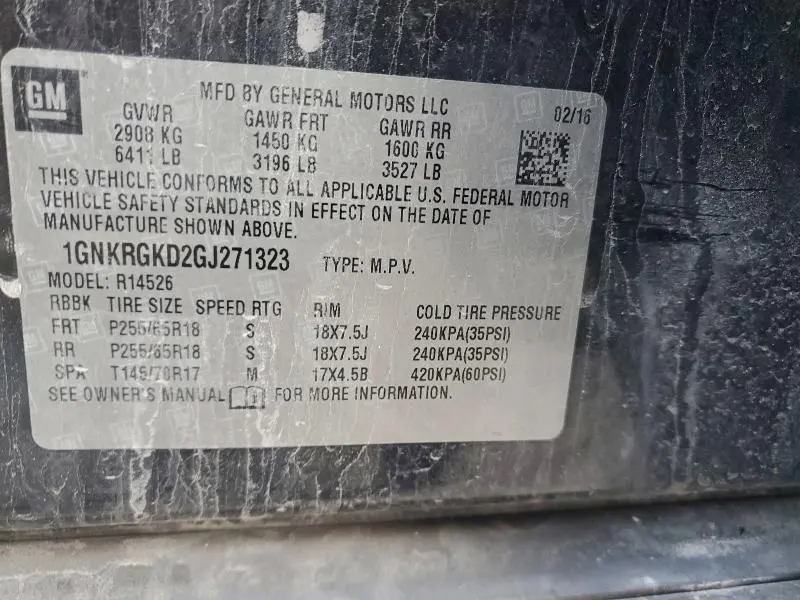 GM
MFD BY GENERAL MOTORS LLC 02/16
GVWR GAWR FRT GAWR RR
2908 KG 1450 KG 1600 KG
6411 LB 3196 LB 3527 LB
THIS VEHICLE CONFORMS TO ALL APPLICABLE U.S. FEDERAL MOTOR
VEHICLE SAFETY STANDARDS IN EFFECT ON THE DATE OF
MANUFACTURE SHOWN ABOVE.
1GNKRGKD2GJ271323 TYPE: M.P.V.
MODEL: R14526
RBBK TIRE SIZE SPEED RTG RIM COLD TIRE PRESSURE
FRT P255/65R18 S 18X7.5J 240KPA(35PSI)
RR P255/65R18 S 18X7.5J 240KPA(35PSI)
SPA T145/70R17 M 17X4.5B 420KPA(60PSI)
SEE OWNER'S MANUAL FOR MORE INFORMATION.